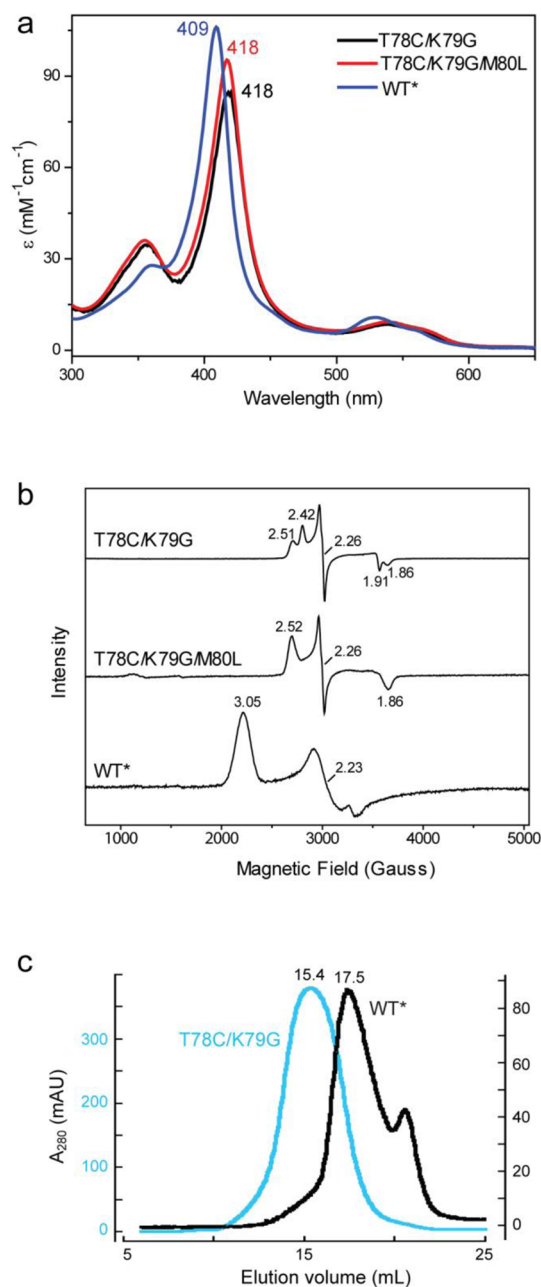 a
409
418
418
T78C/K79G
T78C/K79G/M80L
WT*
90
60
30
0
ε (mM⁻¹cm⁻¹)
300
400
500
600
Wavelength (nm)
b
T78C/K79G
2.51
2.42
2.26
1.91
1.86
T78C/K79G/M80L
2.52
2.26
1.86
WT*
3.05
2.23
Intensity
1000
2000
3000
4000
5000
Magnetic Field (Gauss)
c
15.4
17.5
T78C/K79G
WT*
300
200
100
0
A₂₈₀ (mAU)
80
60
40
20
0
5
15
25
Elution volume (mL)